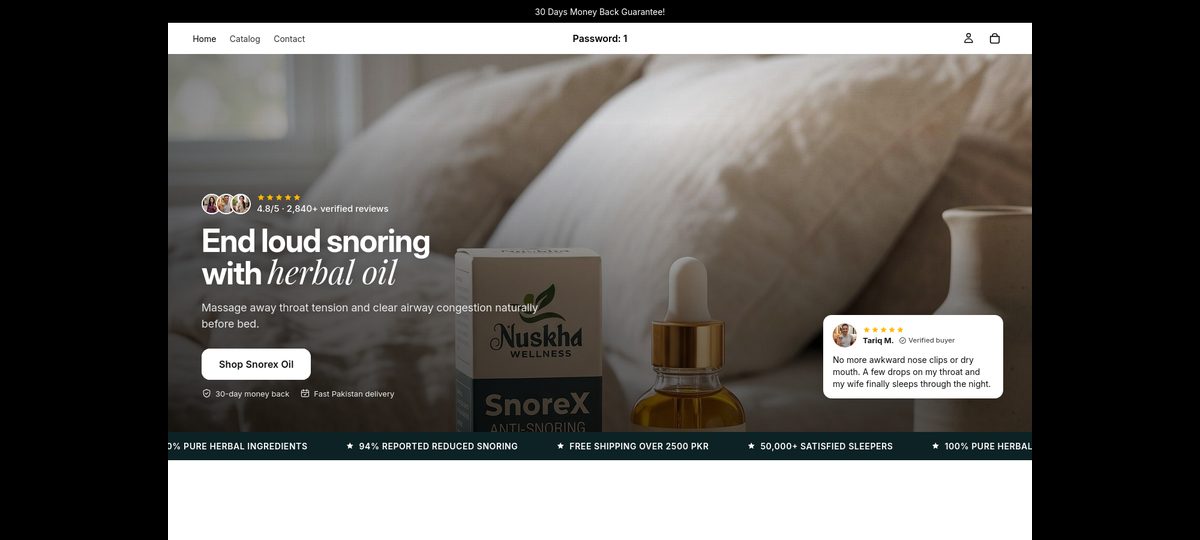 30 Days Money Back Guarantee!
Home Catalog Contact
Password: 1
4.8/5 · 2,840+ verified reviews
End loud snoring
with herbal oil
Massage away throat tension and clear airway congestion naturally
before bed.
Shop Snorex Oil
30-day money back Fast Pakistan delivery
Nuskha
WELLNESS
SnoreX
ANTI-SNORING
Tariq M. Verified buyer
No more awkward nose clips or dry
mouth. A few drops on my throat and
my wife finally sleeps through the night.
0% PURE HERBAL INGREDIENTS ★ 94% REPORTED REDUCED SNORING ★ FREE SHIPPING OVER 2500 PKR ★ 50,000+ SATISFIED SLEEPERS ★ 100% PURE HERBAL